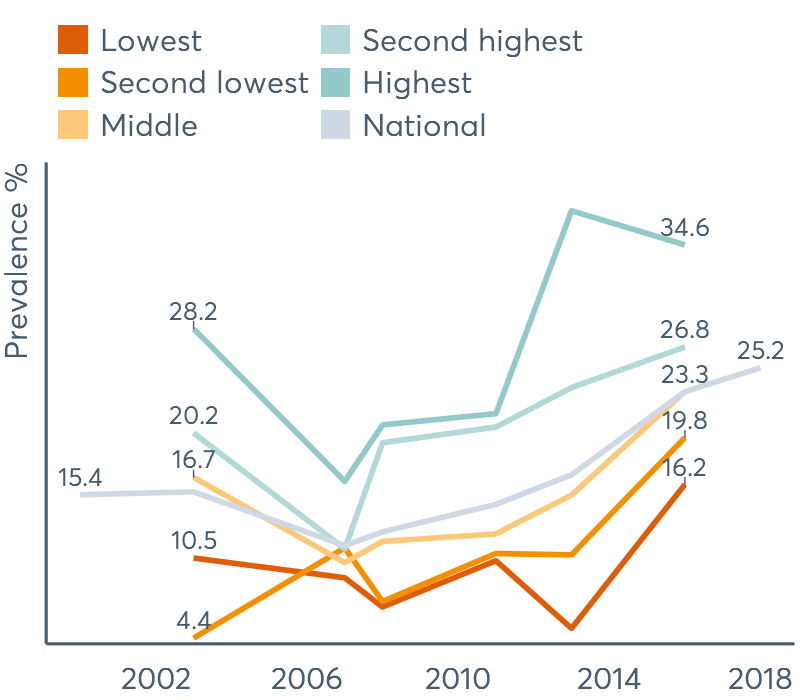 Lowest
Second lowest
Middle
Second highest
Highest
National
Prevalence %
34.6
28.2
26.8
25.2
23.3
20.2
19.8
16.7
16.2
15.4
10.5
4.4
2002 2006 2010 2014 2018